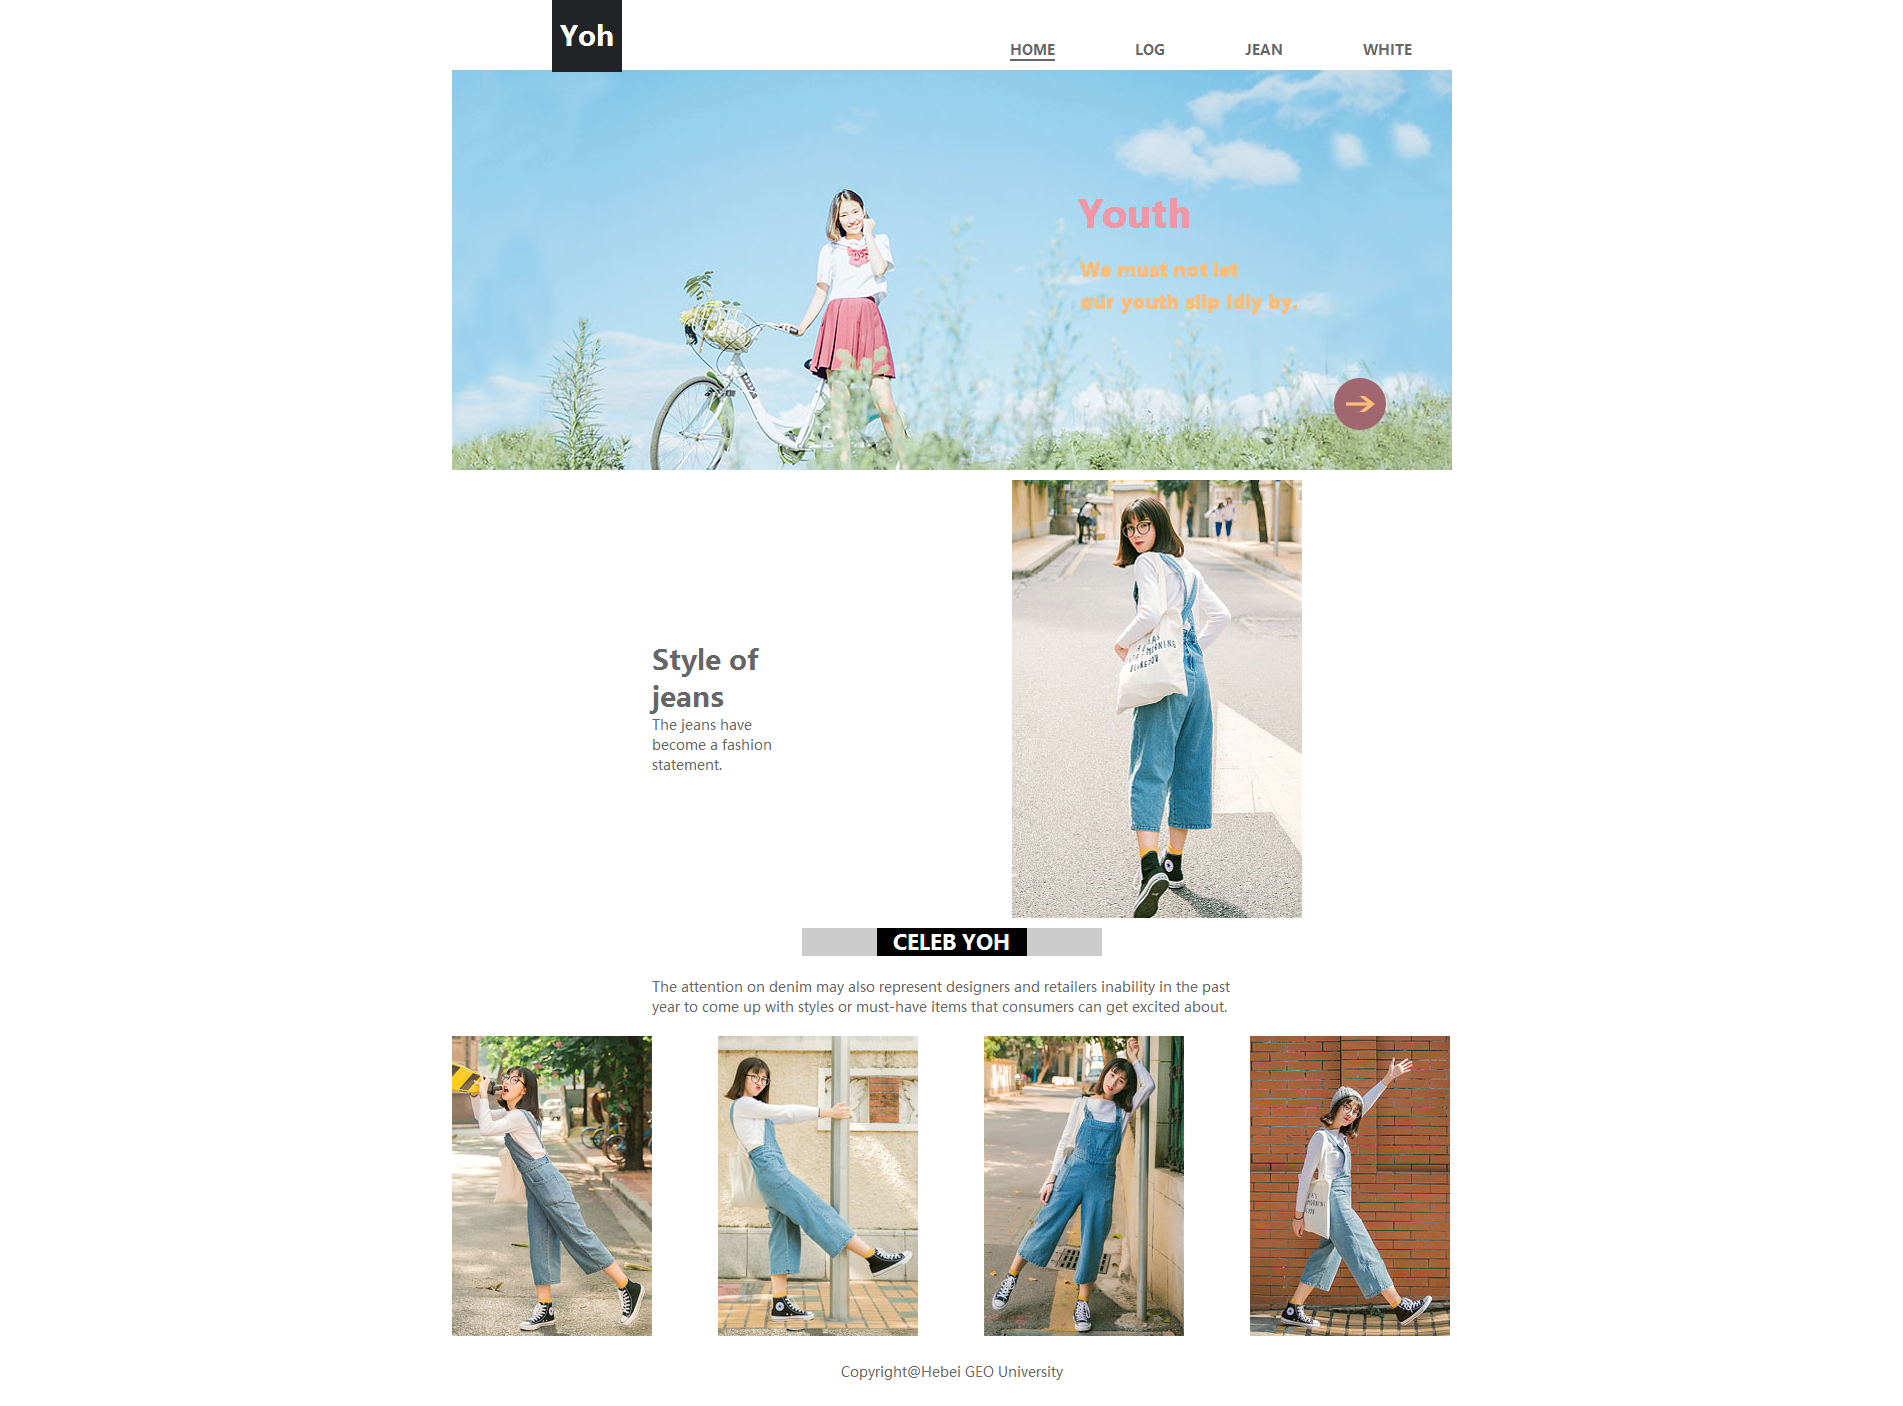 Yoh
HOME LOG JEAN WHITE
Youth
We must not let
our youth slip idly by.
Style of
jeans
The jeans have
become a fashion
statement.
MORNING
CELEB YOH
The attention on denim may also represent designers and retailers inability in the past
year to come up with styles or must-have items that consumers can get excited about.
Copyright@Hebei GEO University